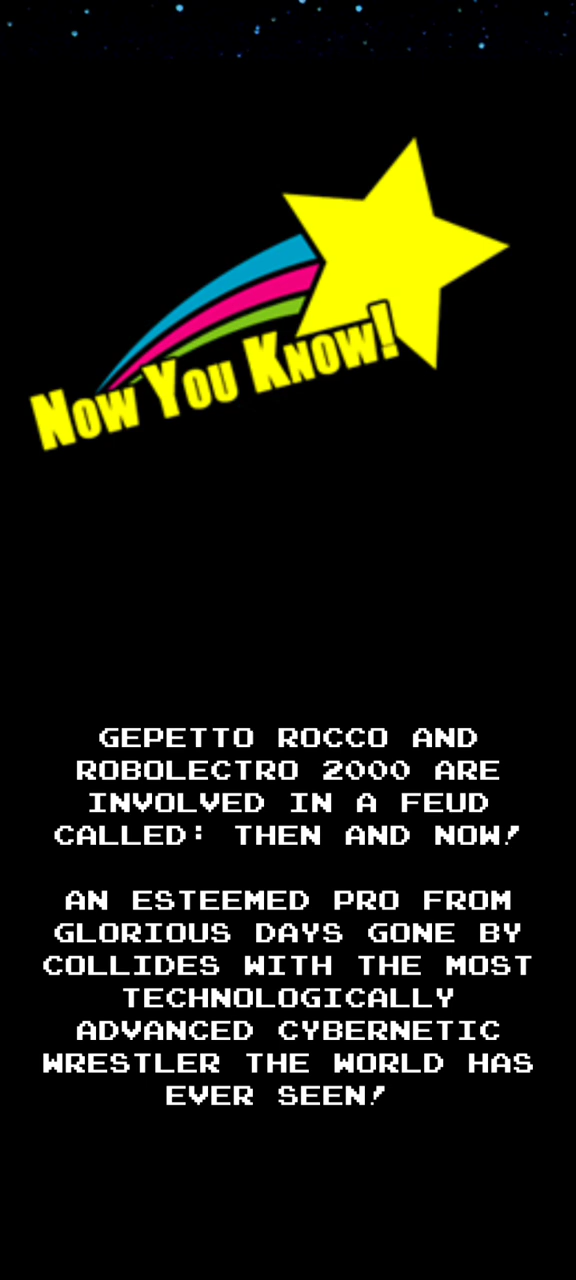 Now You Know!
GEPETTO ROCCO AND
ROBOLECTRO 2000 ARE
INVOLVED IN A FEUD
CALLED: THEN AND NOW!
AN ESTEEMED PRO FROM
GLORIOUS DAYS GONE BY
COLLIDES WITH THE MOST
TECHNOLOGICALLY
ADVANCED CYBERNETIC
WRESTLER THE WORLD HAS
EVER SEEN!